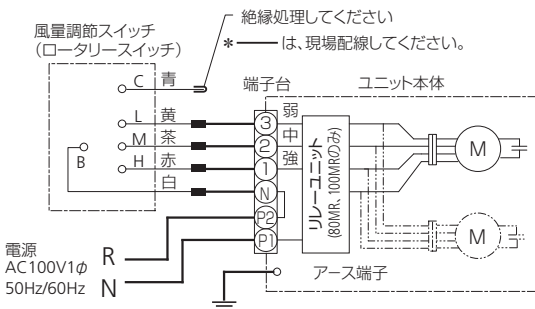 風量調節スイッチ
（ロータリースイッチ）
絶縁処理してください
＊ は、現場配線してください。
端子台
ユニット本体
C 青
L 黄
M 茶
H 赤
B
白
3 弱
2 中
1 強
N
P2
P1
リレーユニット
(80MR、100MRのみ)
M
M
アース端子
電源
AC100V1φ
50Hz/60Hz
R
N